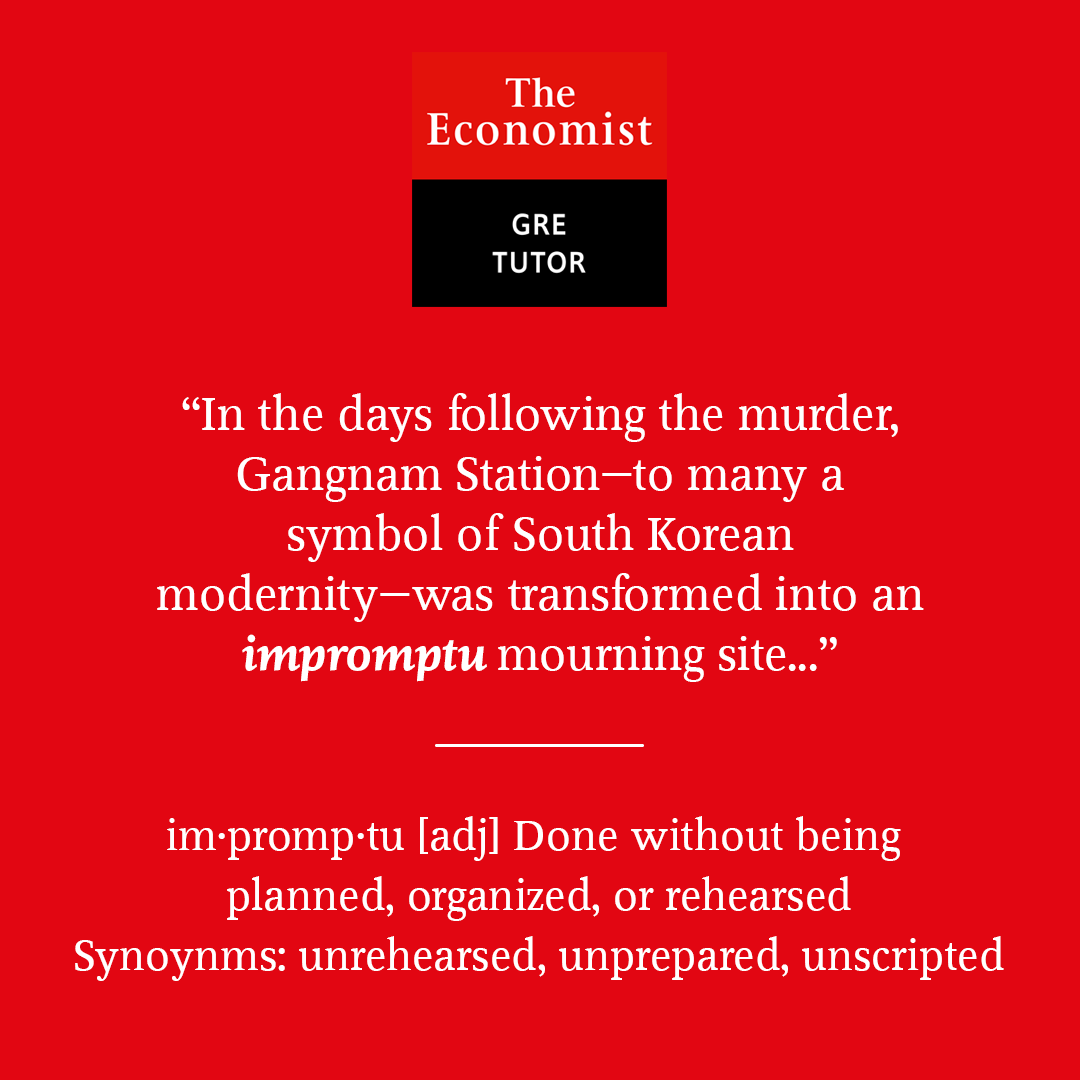 The
Economist
GRE
TUTOR
“In the days following the murder,
Gangnam Station—to many a
symbol of South Korean
modernity—was transformed into an
impromptu mourning site...”
im·promp·tu [adj] Done without being
planned, organized, or rehearsed
Synoynms: unrehearsed, unprepared, unscripted